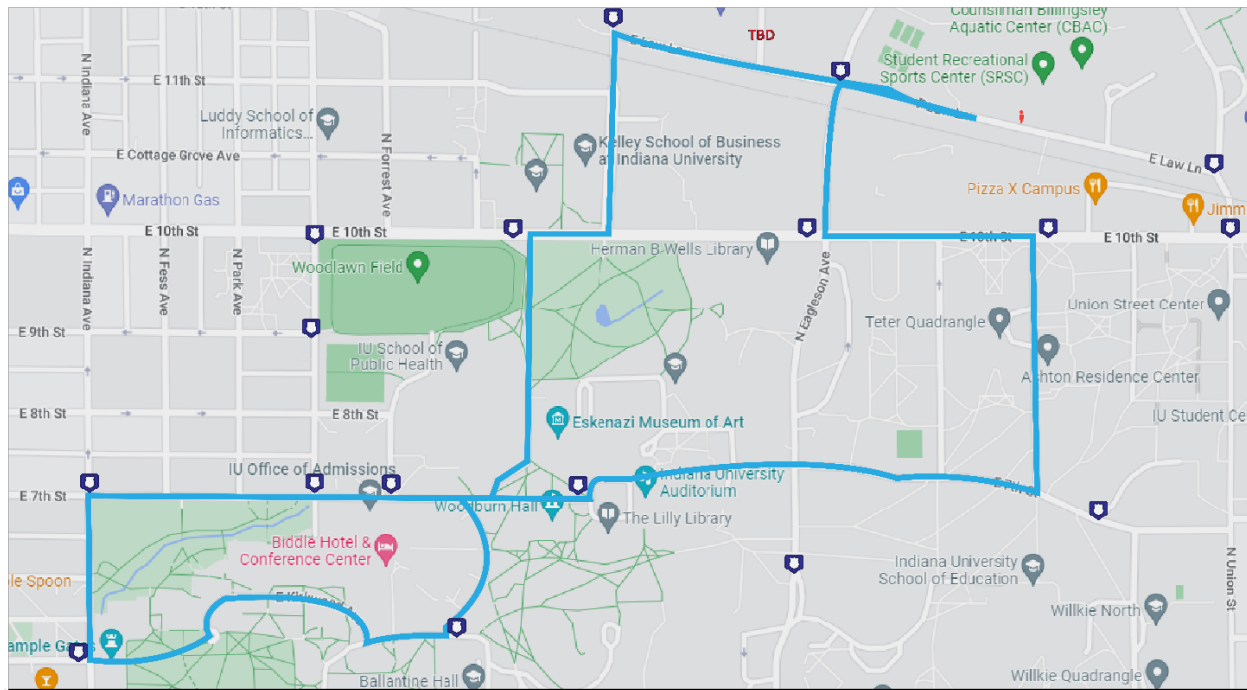 Counsilman Billingsley
Aquatic Center (CBAC)
TBD
Student Recreational
Sports Center (SRSC)
E 11th St
N Indiana Ave
Luddy School of
Informatics...
N Forrest Ave
Kelley School of Business
at Indiana University
E Cottage Grove Ave
E Law Ln
Pizza X Campus
Marathon Gas
E 10th St
E 10th St
E 10th St
E 10th St
Herman B Wells Library
Woodlawn Field
N Indiana Ave
N Fess Ave
N Park Ave
N Eagleson Ave
Union Street Center
Teter Quadrangle
E 9th St
IU School of
Public Health
Ashton Residence Center
E 8th St
E 8th St
Eskenazi Museum of Art
IU Student Ce
IU Office of Admissions
Indiana University
Auditorium
E 7th St
E 7th St
Woodburn Hall
The Lilly Library
Biddle Hotel &
Conference Center
Indiana University
School of Education
N Union St
le Spoon
Willkie North
ample Gates
Ballantine Hall
Willkie Quadrangle